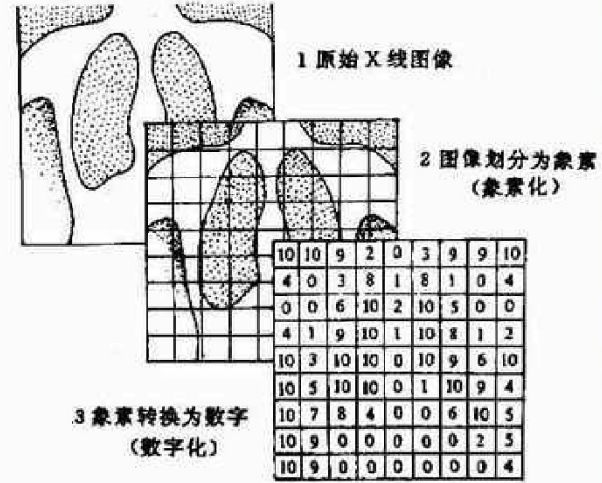 1 原始X线图像
2 图像划分为象素
（象素化）
10 10 9 2 0 3 9 9 10
4 0 3 8 1 8 1 0 4
0 0 6 10 2 10 5 0 0
4 1 9 10 1 10 8 1 2
10 3 10 10 0 10 9 6 10
10 5 10 10 0 1 10 9 4
10 7 8 4 0 0 6 10 5
10 9 0 0 0 0 0 2 5
10 9 0 0 0 0 0 0 4
3 象素转换为数字
（数字化）